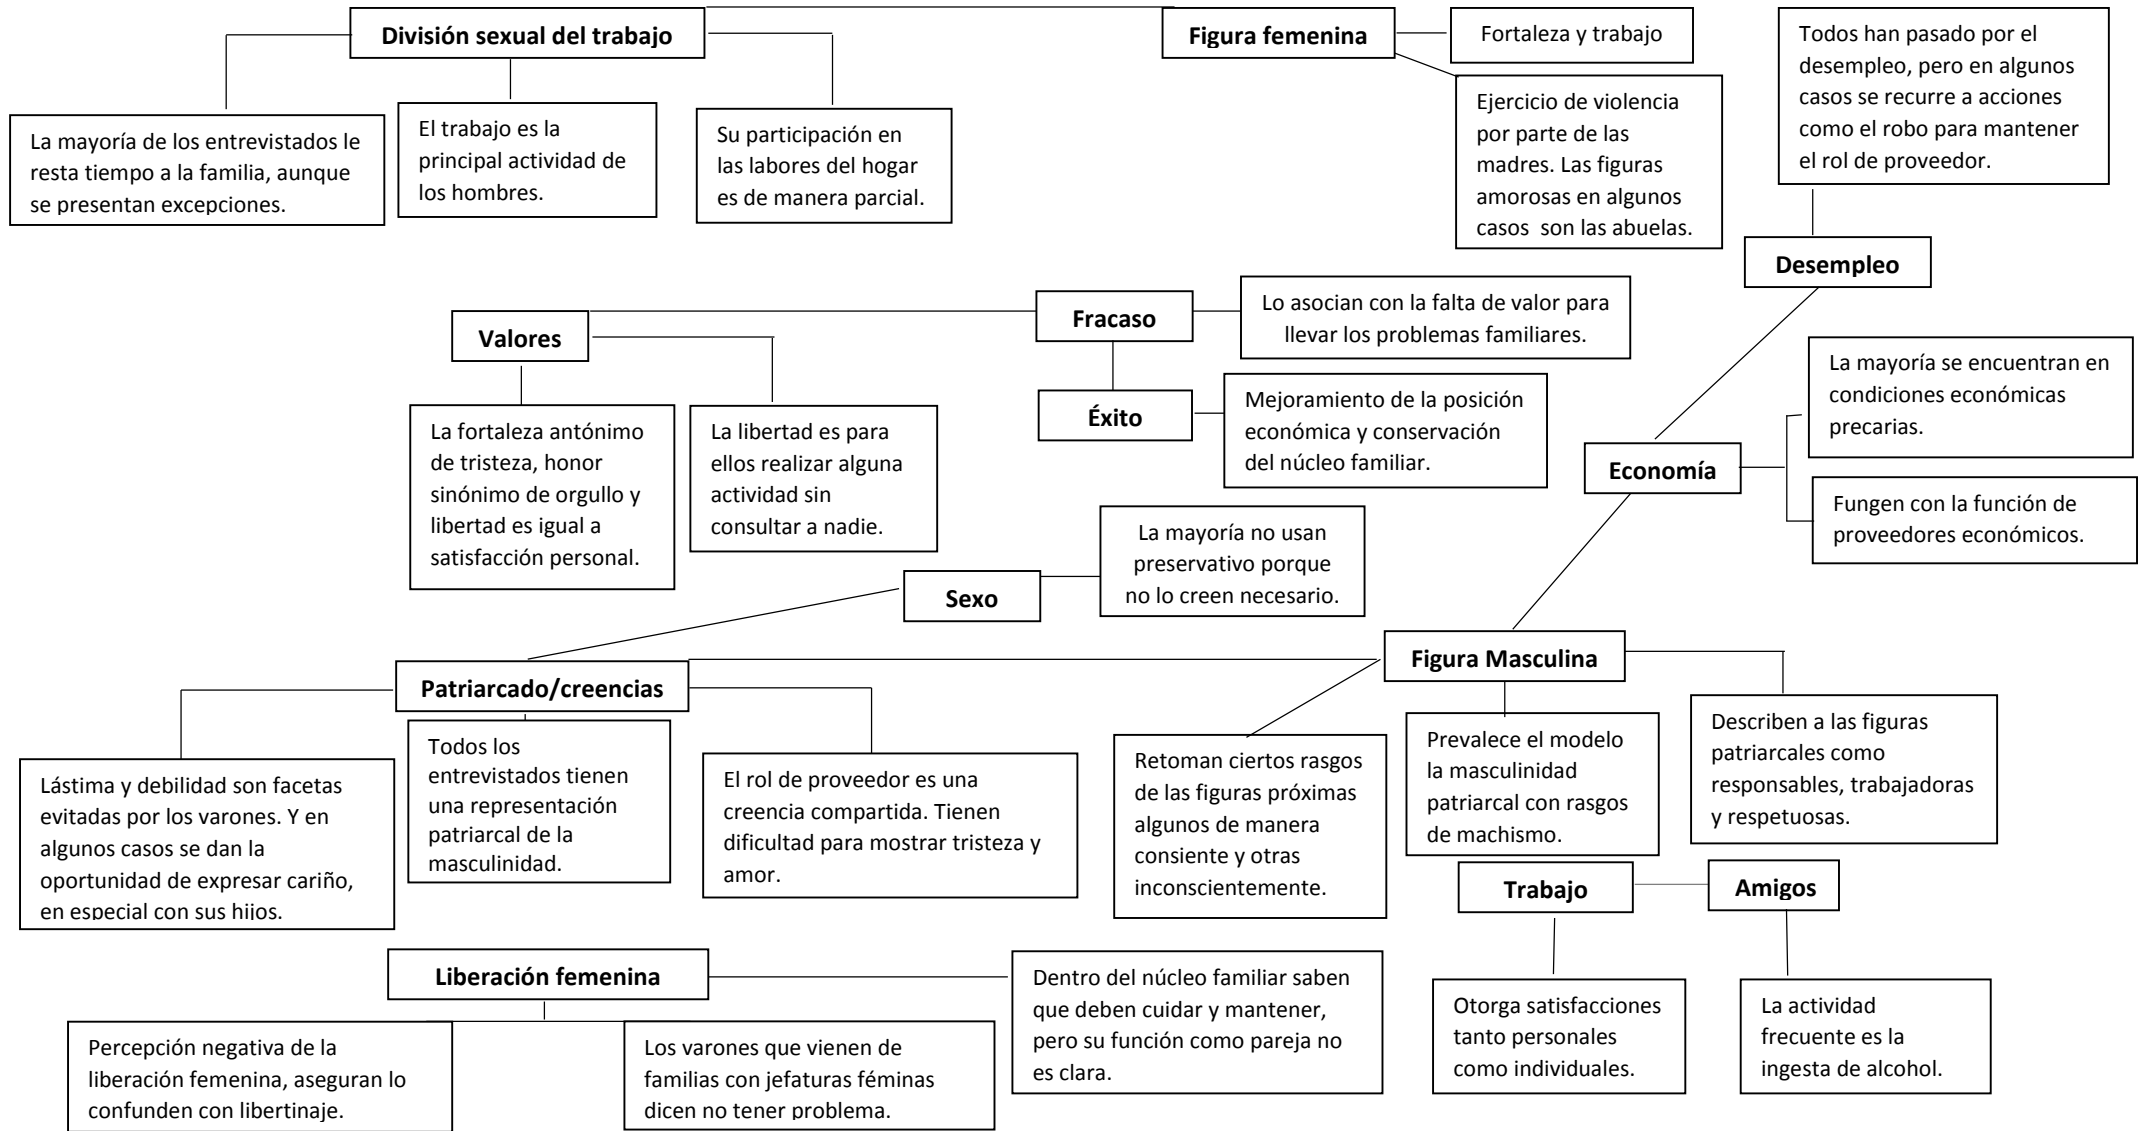 División sexual del trabajo
La mayoría de los entrevistados le
resta tiempo a la familia, aunque
se presentan excepciones.
El trabajo es la
principal actividad de
los hombres.
Su participación en
las labores del hogar
es de manera parcial.
Figura femenina
Fortaleza y trabajo
Ejercicio de violencia
por parte de las
madres. Las figuras
amorosas en algunos
casos  son las abuelas.
Todos han pasado por el
desempleo, pero en algunos
casos se recurre a acciones
como el robo para mantener
el rol de proveedor.
Desempleo
Valores
La fortaleza antónimo
de tristeza, honor
sinónimo de orgullo y
libertad es igual a
satisfacción personal.
La libertad es para
ellos realizar alguna
actividad sin
consultar a nadie.
Fracaso
Lo asocian con la falta de valor para
llevar los problemas familiares.
Éxito
Mejoramiento de la posición
económica y conservación
del núcleo familiar.
Economía
La mayoría se encuentran en
condiciones económicas
precarias.
Fungen con la función de
proveedores económicos.
Sexo
La mayoría no usan
preservativo porque
no lo creen necesario.
Patriarcado/creencias
Lástima y debilidad son facetas
evitadas por los varones. Y en
algunos casos se dan la
oportunidad de expresar cariño,
en especial con sus hijos.
Todos los
entrevistados tienen
una representación
patriarcal de la
masculinidad.
El rol de proveedor es una
creencia compartida. Tienen
dificultad para mostrar tristeza y
amor.
Figura Masculina
Retoman ciertos rasgos
de las figuras próximas
algunos de manera
consiente y otras
inconscientemente.
Prevalece el modelo
la masculinidad
patriarcal con rasgos
de machismo.
Describen a las figuras
patriarcales como
responsables, trabajadoras
y respetuosas.
Trabajo
Amigos
Otorga satisfacciones
tanto personales
como individuales.
La actividad
frecuente es la
ingesta de alcohol.
Liberación femenina
Percepción negativa de la
liberación femenina, aseguran lo
confunden con libertinaje.
Los varones que vienen de
familias con jefaturas féminas
dicen no tener problema.
Dentro del núcleo familiar saben
que deben cuidar y mantener,
pero su función como pareja no
es clara.